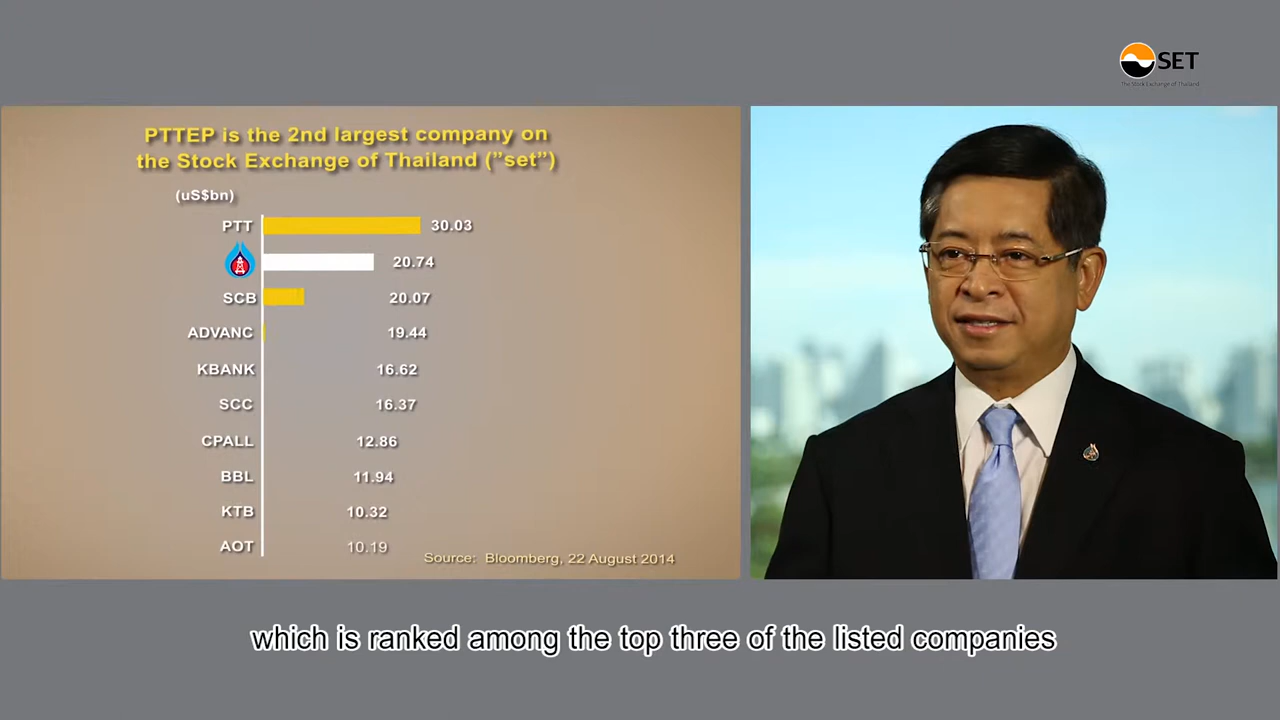 SET
The Stock Exchange of Thailand
PTTEP is the 2nd largest company on
the Stock Exchange of Thailand ("set")
(uS$bn)
PTT 30.03
20.74
SCB 20.07
ADVANC 19.44
KBANK 16.62
SCC 16.37
CPALL 12.86
BBL 11.94
KTB 10.32
AOT 10.19
Source: Bloomberg, 22 August 2014
which is ranked among the top three of the listed companies